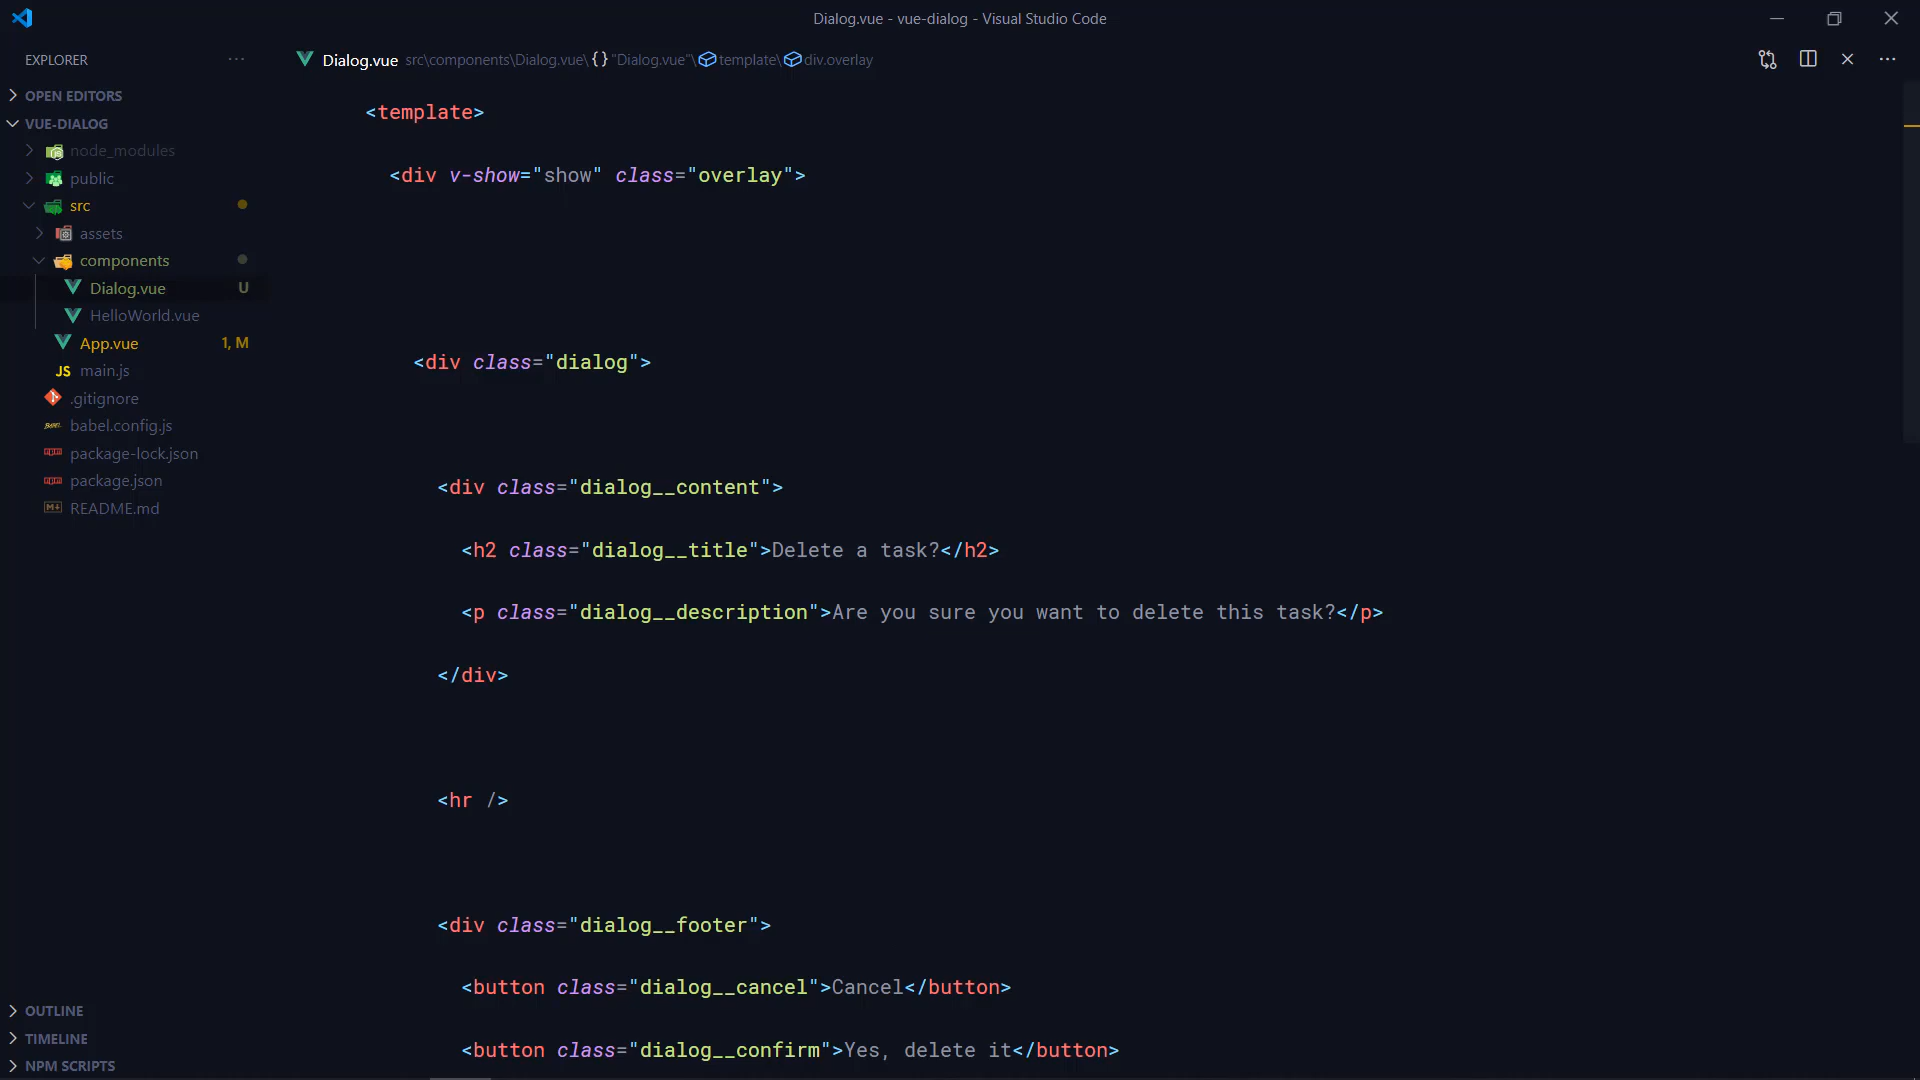 Dialog.vue - vue-dialog - Visual Studio Code
EXPLORER
OPEN EDITORS
VUE-DIALOG
node_modules
public
src
assets
components
Dialog.vue U
HelloWorld.vue
App.vue 1, M
JS main.js
.gitignore
babel.config.js
package-lock.json
package.json
README.md
OUTLINE
TIMELINE
NPM SCRIPTS
Dialog.vue src\components\Dialog.vue\ {} "Dialog.vue"\ template\ div.overlay
<template>
<div v-show="show" class="overlay">
<div class="dialog">
<div class="dialog__content">
<h2 class="dialog__title">Delete a task?</h2>
<p class="dialog__description">Are you sure you want to delete this task?</p>
</div>
<hr />
<div class="dialog__footer">
<button class="dialog__cancel">Cancel</button>
<button class="dialog__confirm">Yes, delete it</button>